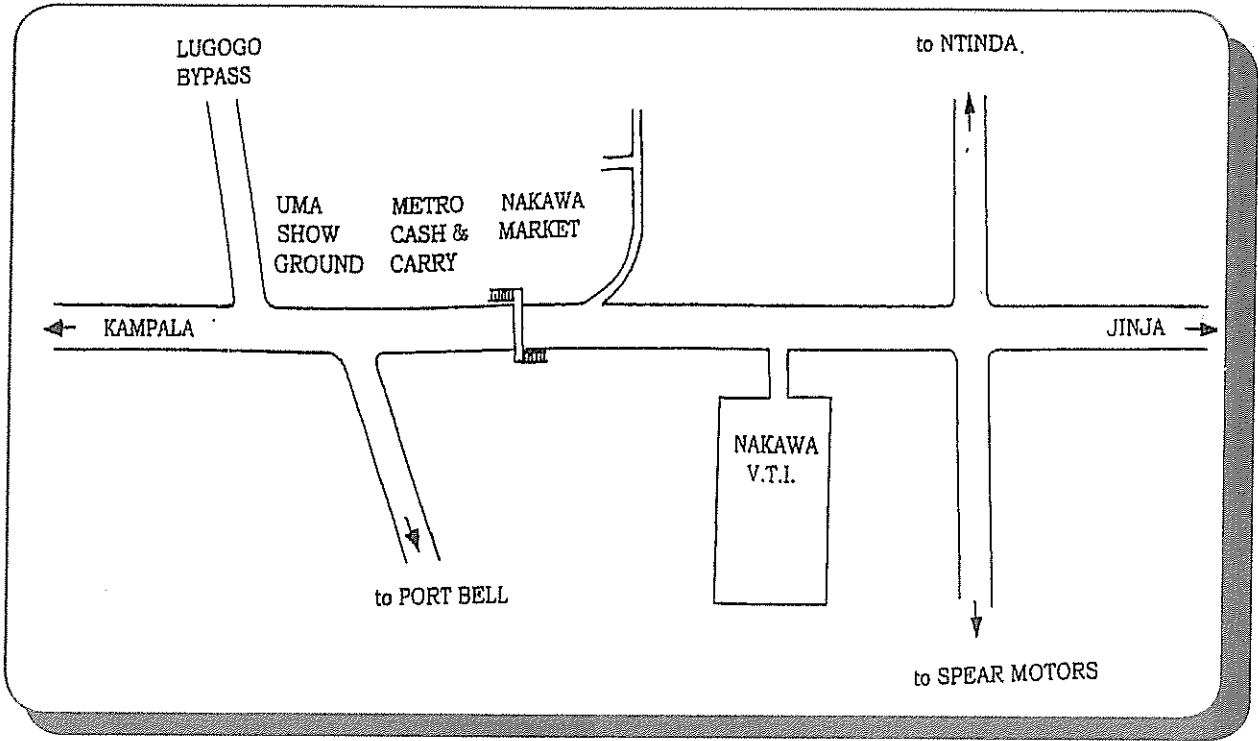 LUGOGO
BYPASS
to NTINDA.
UMA
SHOW
GROUND
METRO
CASH &
CARRY
NAKAWA
MARKET
KAMPALA
JINJA
NAKAWA
V.T.I.
to PORT BELL
to SPEAR MOTORS